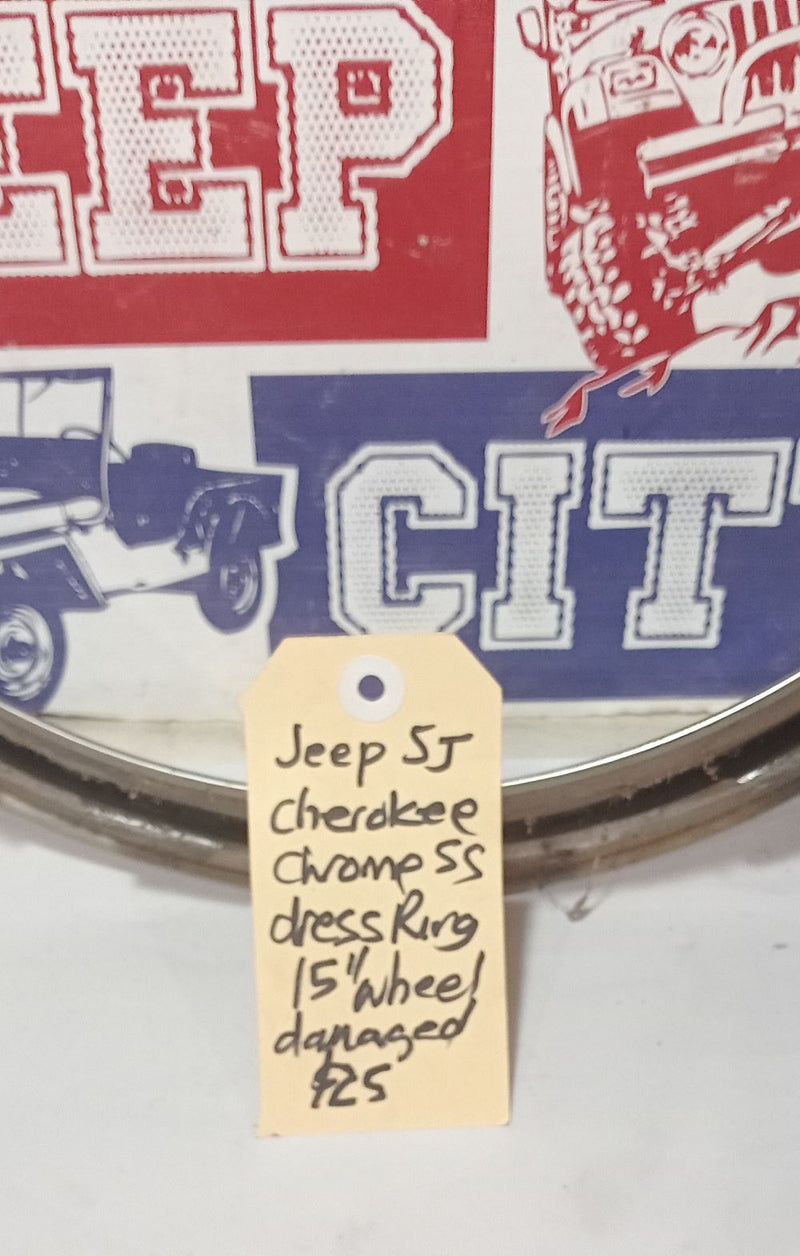 EEP
CIT
Jeep SJ
Cherokee
Chrome SS
dress Ring
15" wheel
damaged
$25